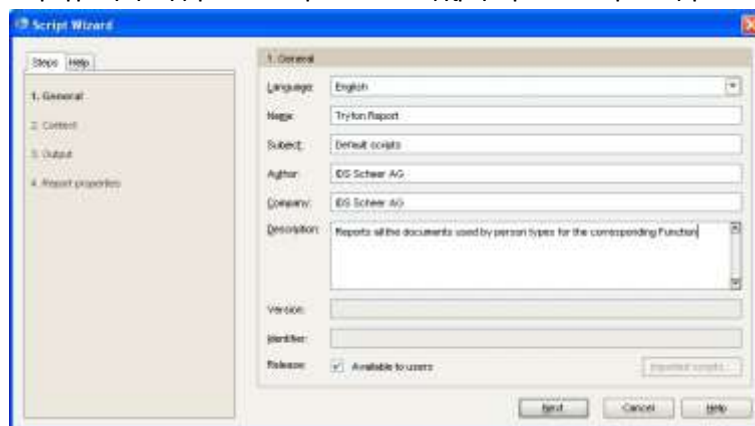 Script Wizard
Steps Help
1. General
2. Content
3. Output
4. Report properties
1. General
Language: English
Name: Tryton Report
Subject: Default scripts
Author: IDS Scheer AG
Company: IDS Scheer AG
Description: Reports all the documents used by person types for the corresponding Function
Version:
Identifier:
Release: Available to users
Imported scripts...
Next Cancel Help